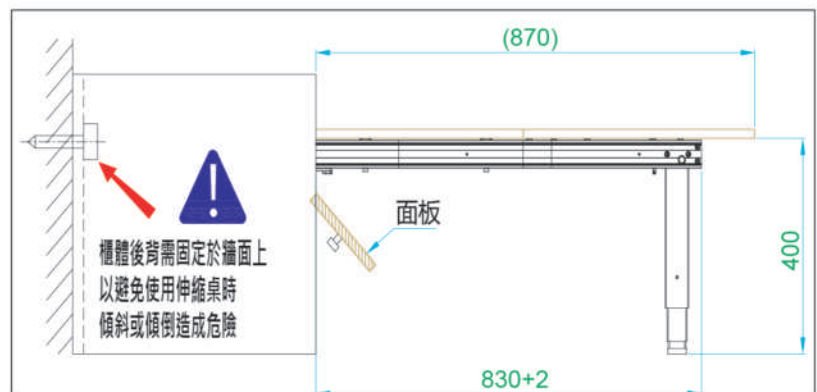 (870)
面板
400
櫃體後背需固定於牆面上
以避免使用伸縮桌時
傾斜或傾倒造成危險
830+2